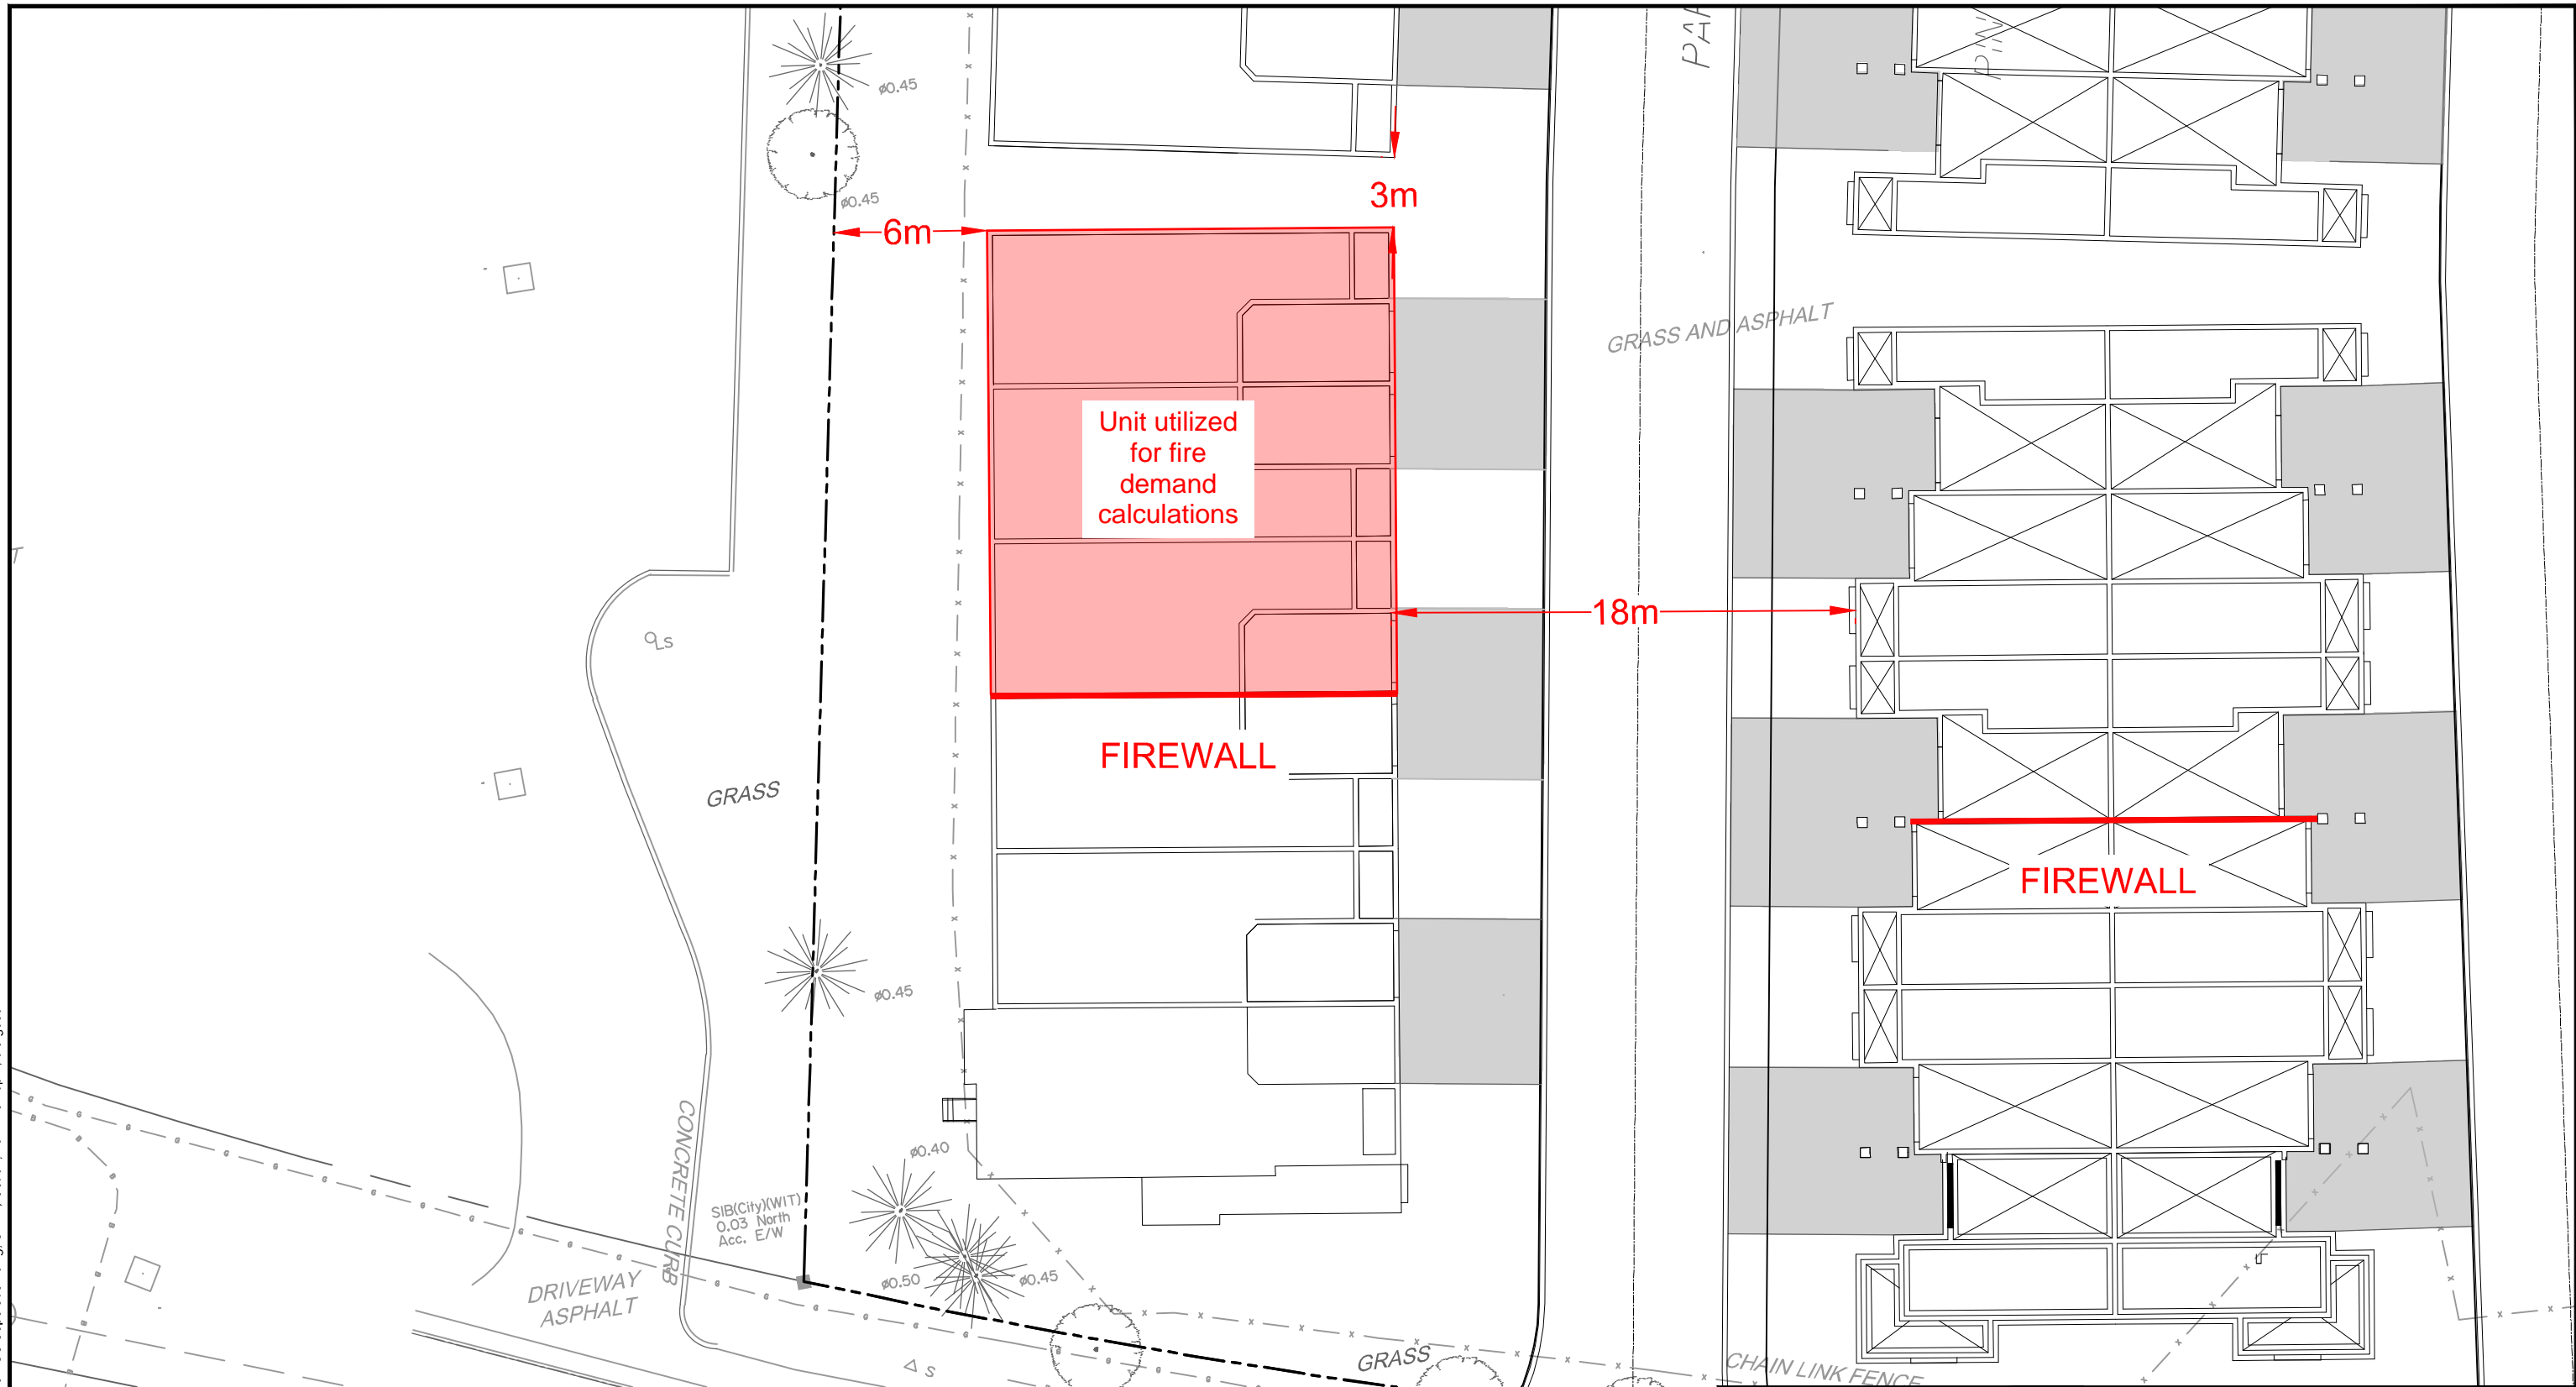 ø0.45
ø0.45
6m
3m
GRASS AND ASPHALT
Unit utilized
for fire
demand
calculations
18m
LS
FIREWALL
GRASS
FIREWALL
ø0.45
CONCRETE CURB
ø0.40
SIB(City)(WIT)
0.03 North
Acc. E/W
DRIVEWAY
ASPHALT
ø0.50
ø0.45
S
GRASS
CHAIN LINK FENCE